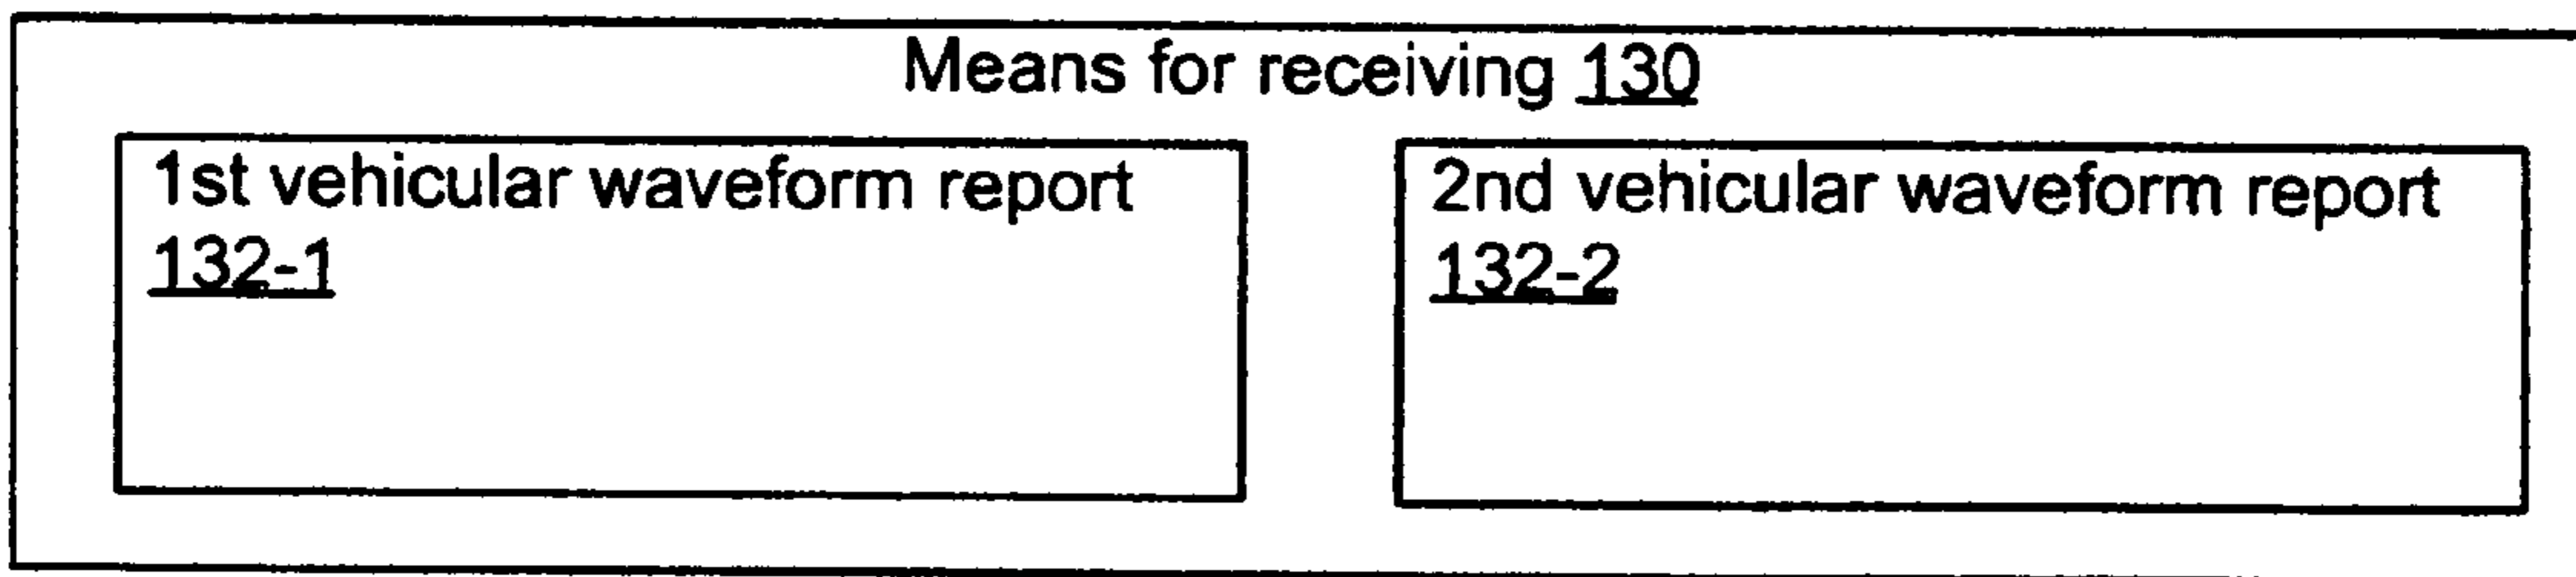 Means for receiving 130
1st vehicular waveform report
132-1
2nd vehicular waveform report
132-2